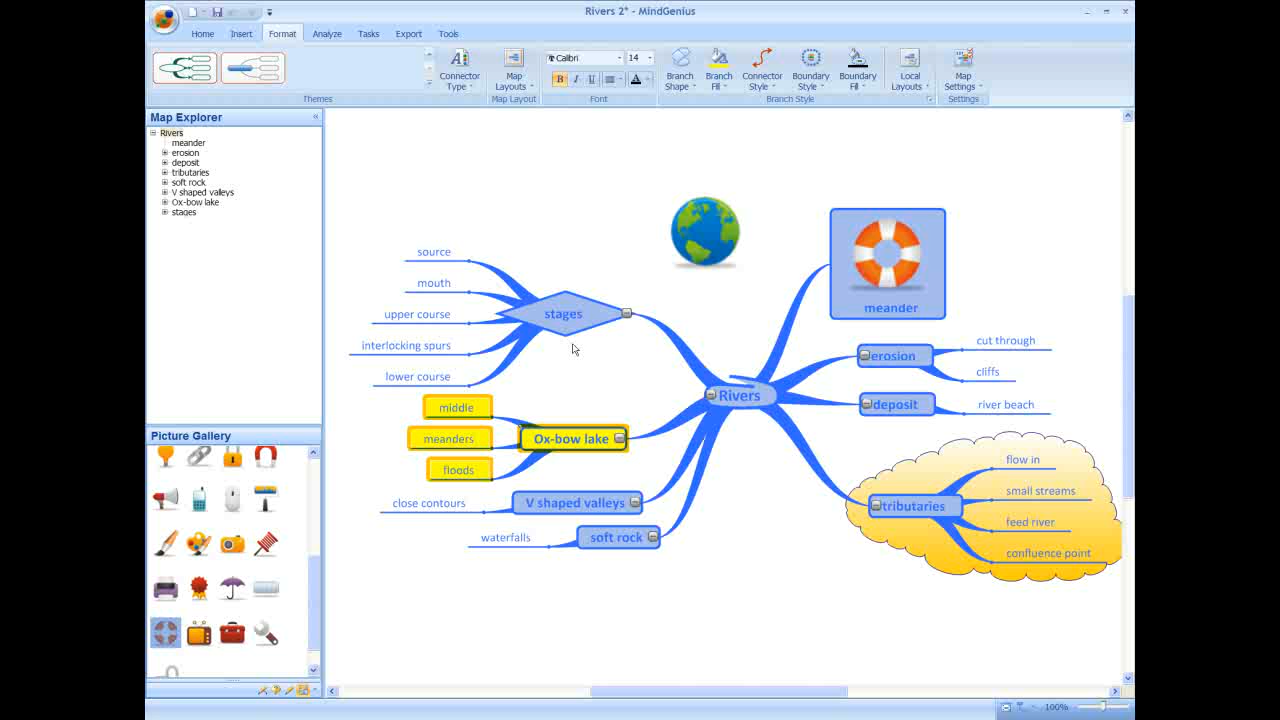 Rivers 2* - MindGenius
Home Insert Format Analyze Tasks Export Tools
Calibri 14
B I U A
Connector Type
Map Layouts
Branch Shape
Branch Fill
Connector Style
Boundary Style
Boundary Fill
Local Layouts
Map Settings
Themes Map Layout Font Branch Style Settings
Map Explorer
Rivers
meander
erosion
deposit
tributaries
soft rock
V shaped valleys
Ox-bow lake
stages
Picture Gallery
source
mouth
upper course
interlocking spurs
lower course
stages
middle
meanders
floods
Ox-bow lake
close contours
V shaped valleys
waterfalls
soft rock
Rivers
meander
erosion
cut through
cliffs
deposit
river beach
tributaries
flow in
small streams
feed river
confluence point
100%